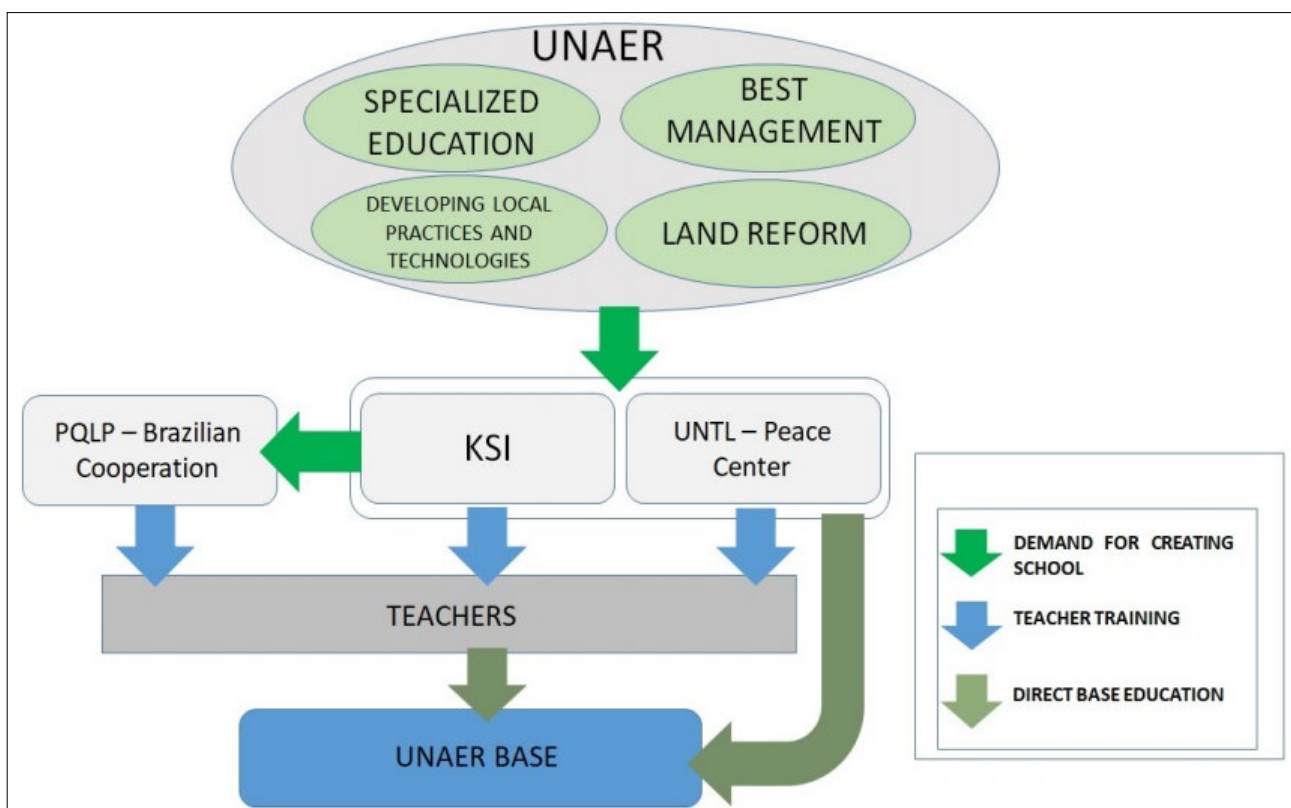 UNAER
SPECIALIZED
EDUCATION
BEST
MANAGEMENT
DEVELOPING LOCAL
PRACTICES AND
TECHNOLOGIES
LAND REFORM
PQLP – Brazilian
Cooperation
KSI
UNTL – Peace
Center
TEACHERS
UNAER BASE
DEMAND FOR CREATING
SCHOOL
TEACHER TRAINING
DIRECT BASE EDUCATION